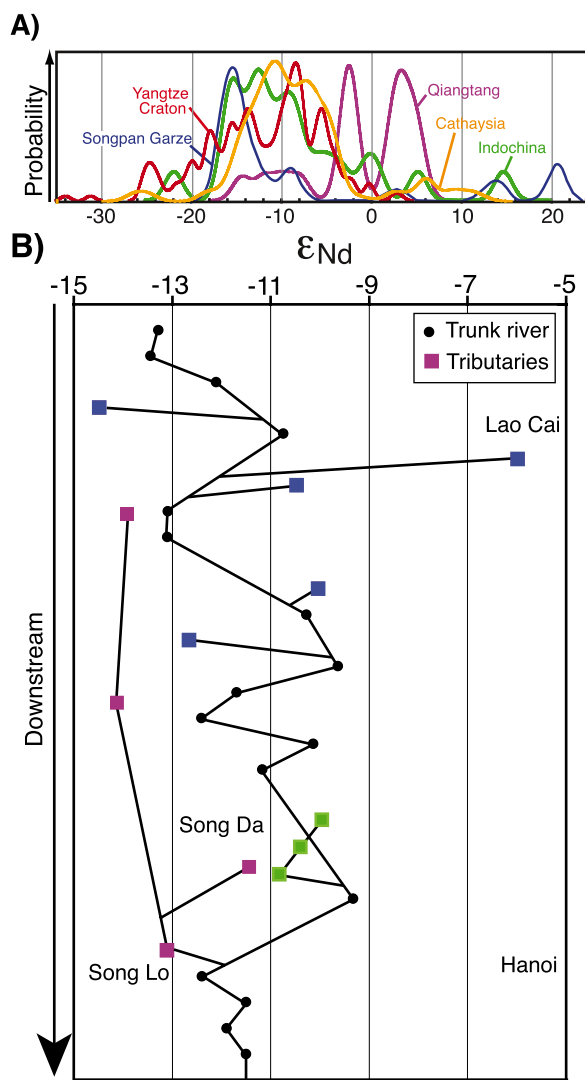 A)
Probability
Yangtze
Craton
Songpan Garze
Qiangtang
Cathaysia
Indochina
-30 -20 -10 0 10 20
εNd
B)
-15 -13 -11 -9 -7 -5
Trunk river
Tributaries
Lao Cai
Downstream
Song Da
Song Lo
Hanoi